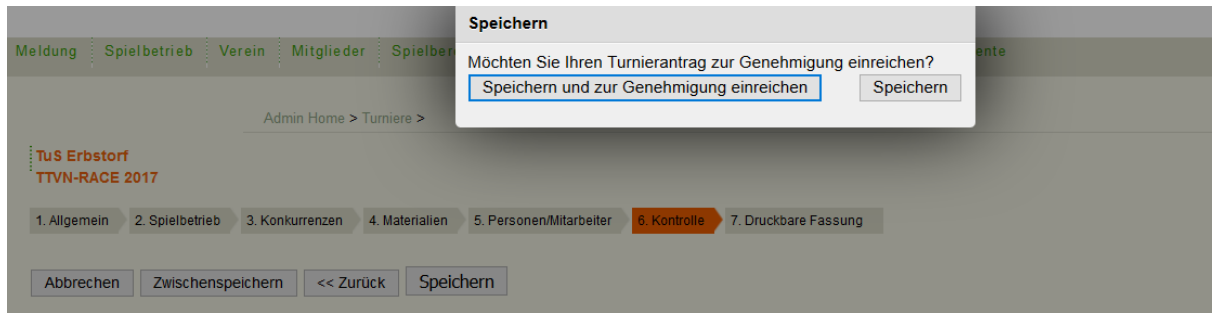 Speichern
Möchten Sie Ihren Turnierantrag zur Genehmigung einreichen?
Speichern und zur Genehmigung einreichen Speichern
Meldung Spielbetrieb Verein Mitglieder
Admin Home > Turniere >
TuS Erbstorf
TTVN-RACE 2017
1. Allgemein 2. Spielbetrieb 3. Konkurrenzen 4. Materialien 5. Personen/Mitarbeiter 6. Kontrolle 7. Druckbare Fassung
Abbrechen Zwischenspeichern << Zurück Speichern